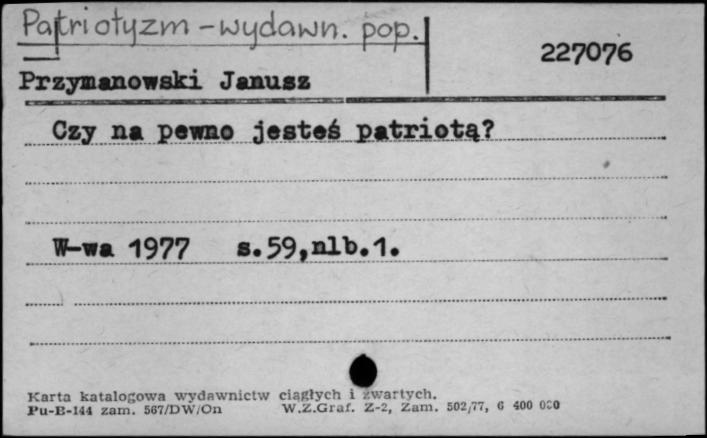 Patriotyzm - wydawn. pop.
227076
Przymanowski Janusz
Czy na pewno jesteś patriotą?
W-wa 1977 s.59,nlb.1.
Karta katalogowa wydawnictw ciągłych i zwartych.
Pu-B-144 zam. 567/DW/On W.Z.Graf. Z-2, Zam. 502/77, 6 400 000